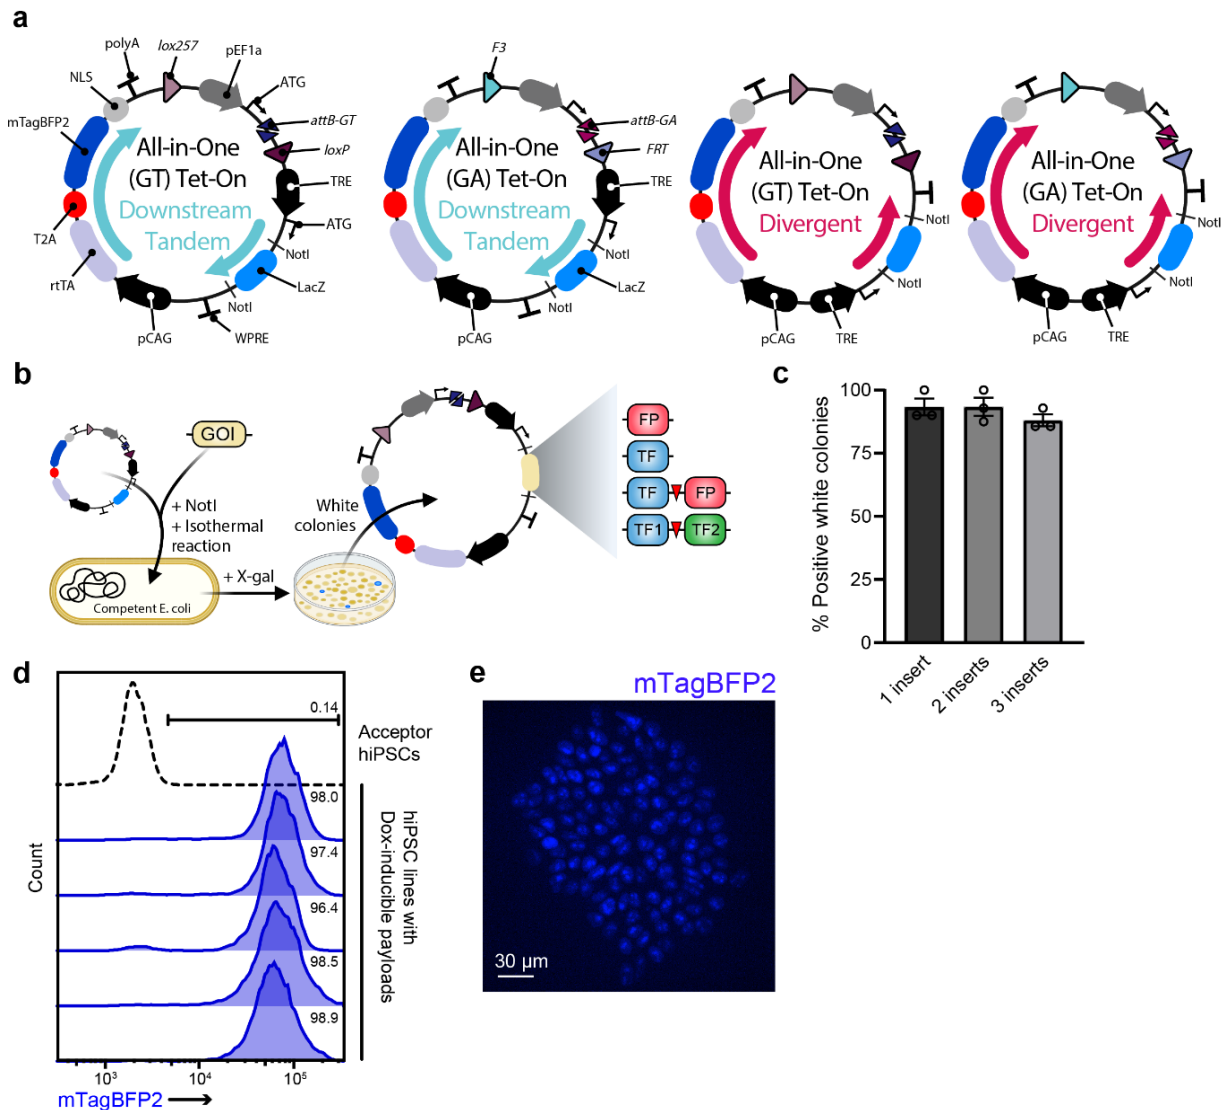 a
polyA
lox257
pEF1a
NLS
ATG
mTagBFP2
attB-GT
loxP
TRE
T2A
ATG
NotI
rtTA
LacZ
NotI
pCAG
WPRE
All-in-One
(GT) Tet-On
Downstream
Tandem
F3
attB-GA
FRT
TRE
NotI
LacZ
NotI
pCAG
All-in-One
(GA) Tet-On
Downstream
Tandem
All-in-One
(GT) Tet-On
Divergent
NotI
NotI
pCAG
TRE
All-in-One
(GA) Tet-On
Divergent
NotI
NotI
pCAG
TRE
b
GOI
+ NotI
+ Isothermal
reaction
Competent E. coli
+ X-gal
White
colonies
FP
TF
TF
FP
TF1
TF2
c
% Positive white colonies
100
75
50
25
0
1 insert
2 inserts
3 inserts
d
Count
0.14
98.0
97.4
96.4
98.5
98.9
Acceptor
hiPSCs
hiPSC lines with
Dox-inducible payloads
10³
10⁴
10⁵
mTagBFP2
e
mTagBFP2
30 µm